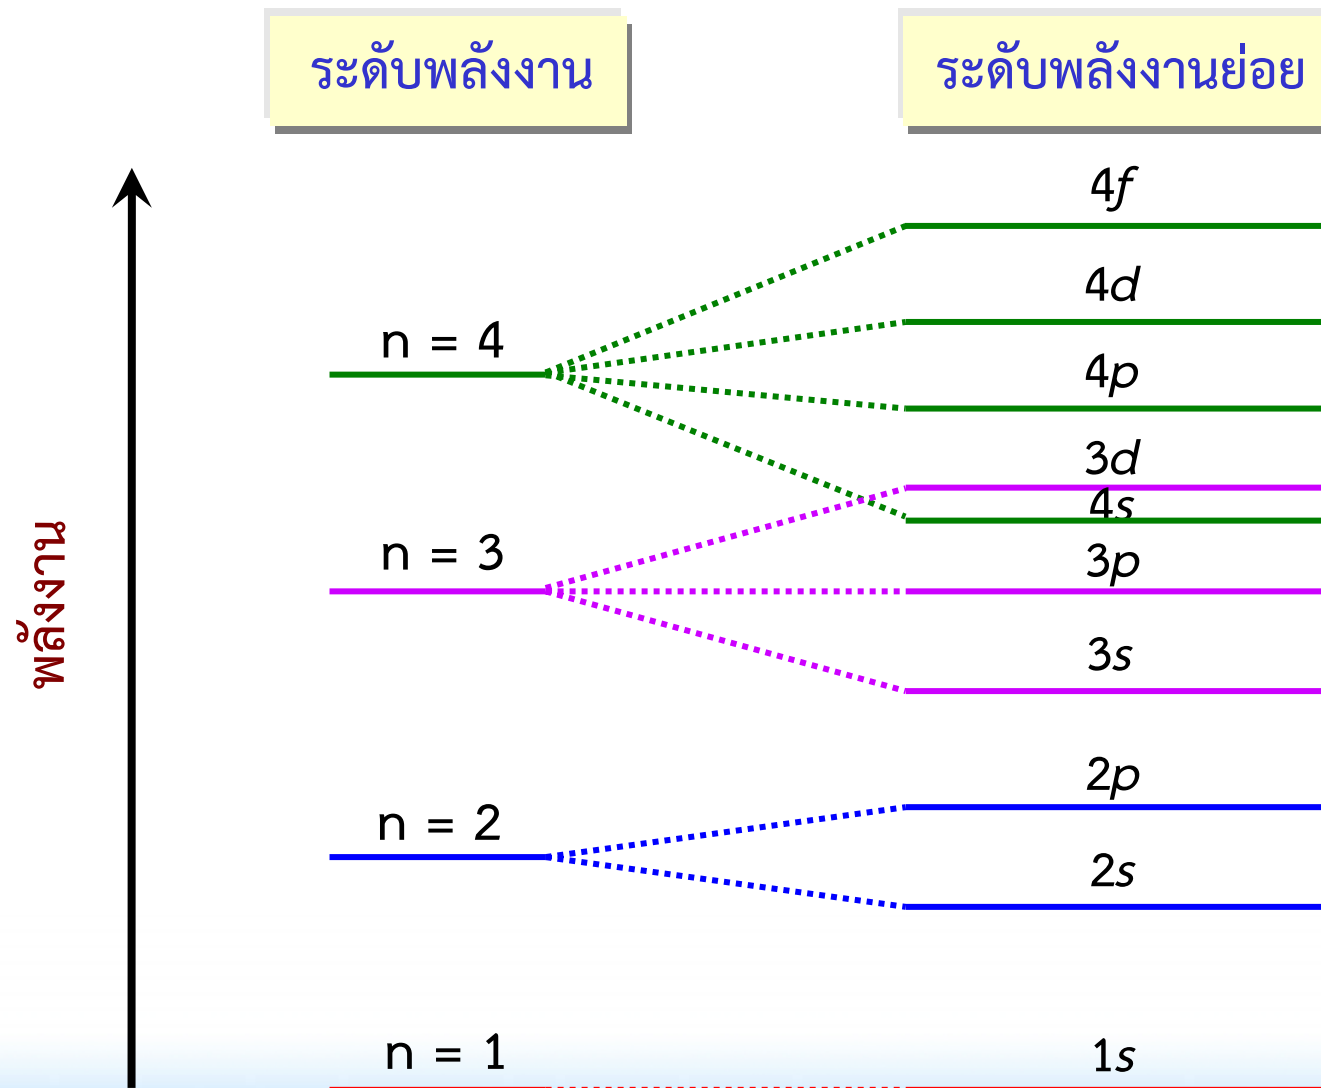 ระดับพลังงาน
ระดับพลังงานย่อย
4f
4d
n = 4
4p
3d
4s
n = 3
3p
พลังงาน
3s
2p
n = 2
2s
n = 1
1s